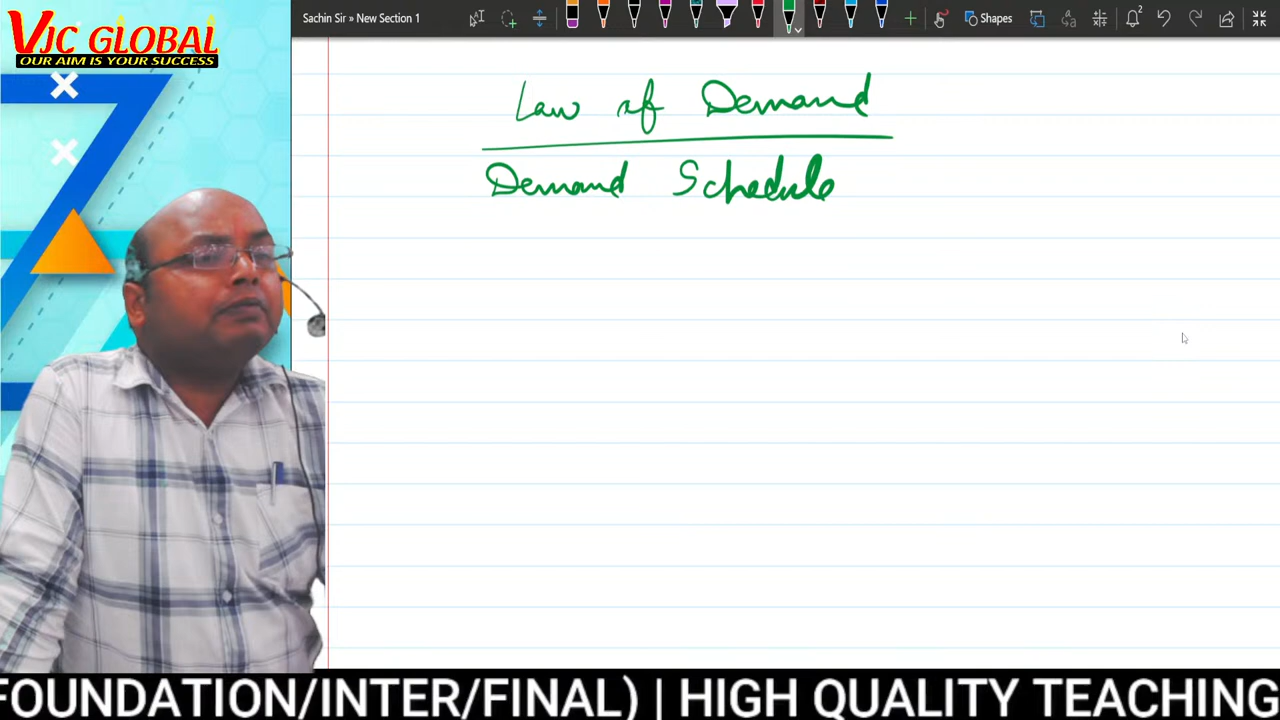 VJC GLOBAL
OUR AIM IS YOUR SUCCESS
Sachin Sir » New Section 1
Shapes
2
Law of Demand
Demand Schedule
FOUNDATION/INTER/FINAL) | HIGH QUALITY TEACHING